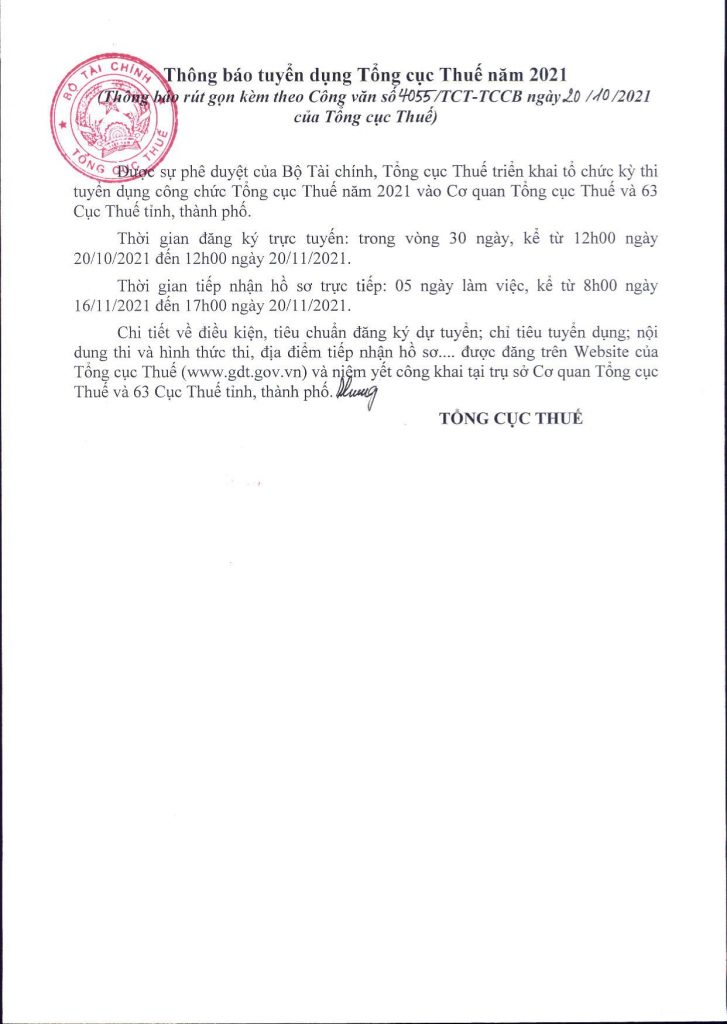 BỘ TÀI CHÍNH
★ TỔNG CỤC THUẾ
Thông báo tuyển dụng Tổng cục Thuế năm 2021
(Thông báo rút gọn kèm theo Công văn số 4055/TCT-TCCB ngày 20/10/2021
của Tổng cục Thuế)
Được sự phê duyệt của Bộ Tài chính, Tổng cục Thuế triển khai tổ chức kỳ thi
tuyển dụng công chức Tổng cục Thuế năm 2021 vào Cơ quan Tổng cục Thuế và 63
Cục Thuế tỉnh, thành phố.
Thời gian đăng ký trực tuyến: trong vòng 30 ngày, kể từ 12h00 ngày
20/10/2021 đến 12h00 ngày 20/11/2021.
Thời gian tiếp nhận hồ sơ trực tiếp: 05 ngày làm việc, kể từ 8h00 ngày
16/11/2021 đến 17h00 ngày 20/11/2021.
Chi tiết về điều kiện, tiêu chuẩn đăng ký dự tuyển; chỉ tiêu tuyển dụng; nội
dung thi và hình thức thi, địa điểm tiếp nhận hồ sơ.... được đăng trên Website của
Tổng cục Thuế (www.gdt.gov.vn) và niêm yết công khai tại trụ sở Cơ quan Tổng cục
Thuế và 63 Cục Thuế tỉnh, thành phố.
TỔNG CỤC THUẾ